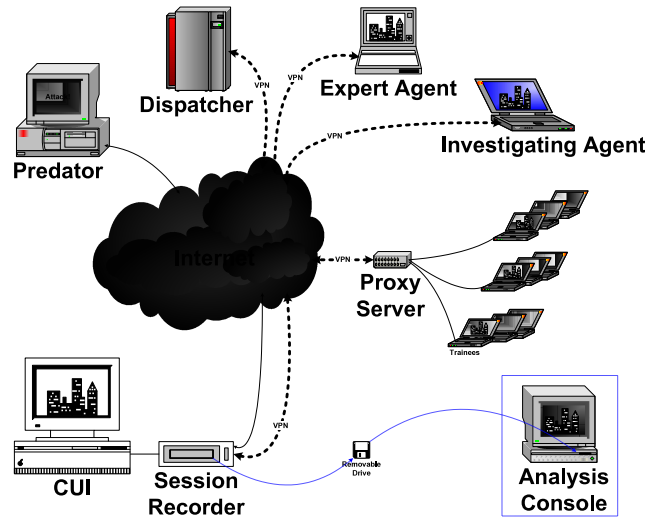 Attack
Predator
Dispatcher
VPN
VPN
Expert Agent
VPN
Investigating Agent
Internet
VPN
Proxy
Server
Trainees
VPN
CUI
Session
Recorder
Removable
Drive
Analysis
Console